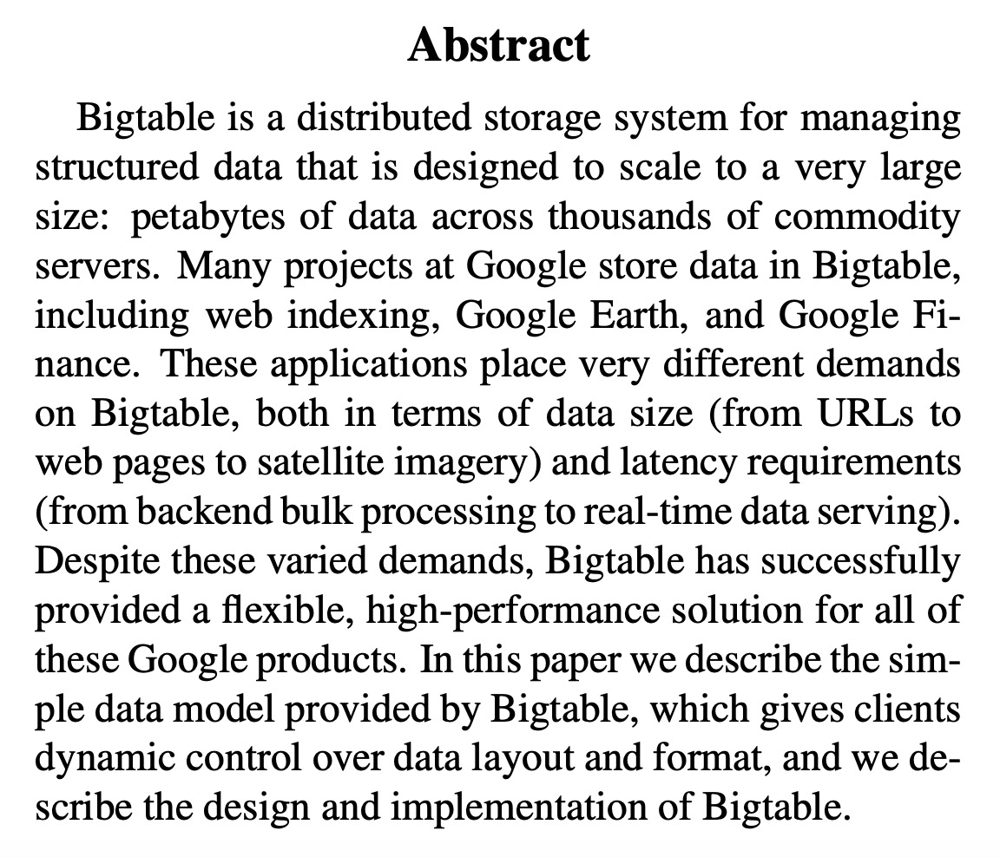 Abstract
Bigtable is a distributed storage system for managing
structured data that is designed to scale to a very large
size: petabytes of data across thousands of commodity
servers. Many projects at Google store data in Bigtable,
including web indexing, Google Earth, and Google Fi-
nance. These applications place very different demands
on Bigtable, both in terms of data size (from URLs to
web pages to satellite imagery) and latency requirements
(from backend bulk processing to real-time data serving).
Despite these varied demands, Bigtable has successfully
provided a flexible, high-performance solution for all of
these Google products. In this paper we describe the sim-
ple data model provided by Bigtable, which gives clients
dynamic control over data layout and format, and we de-
scribe the design and implementation of Bigtable.